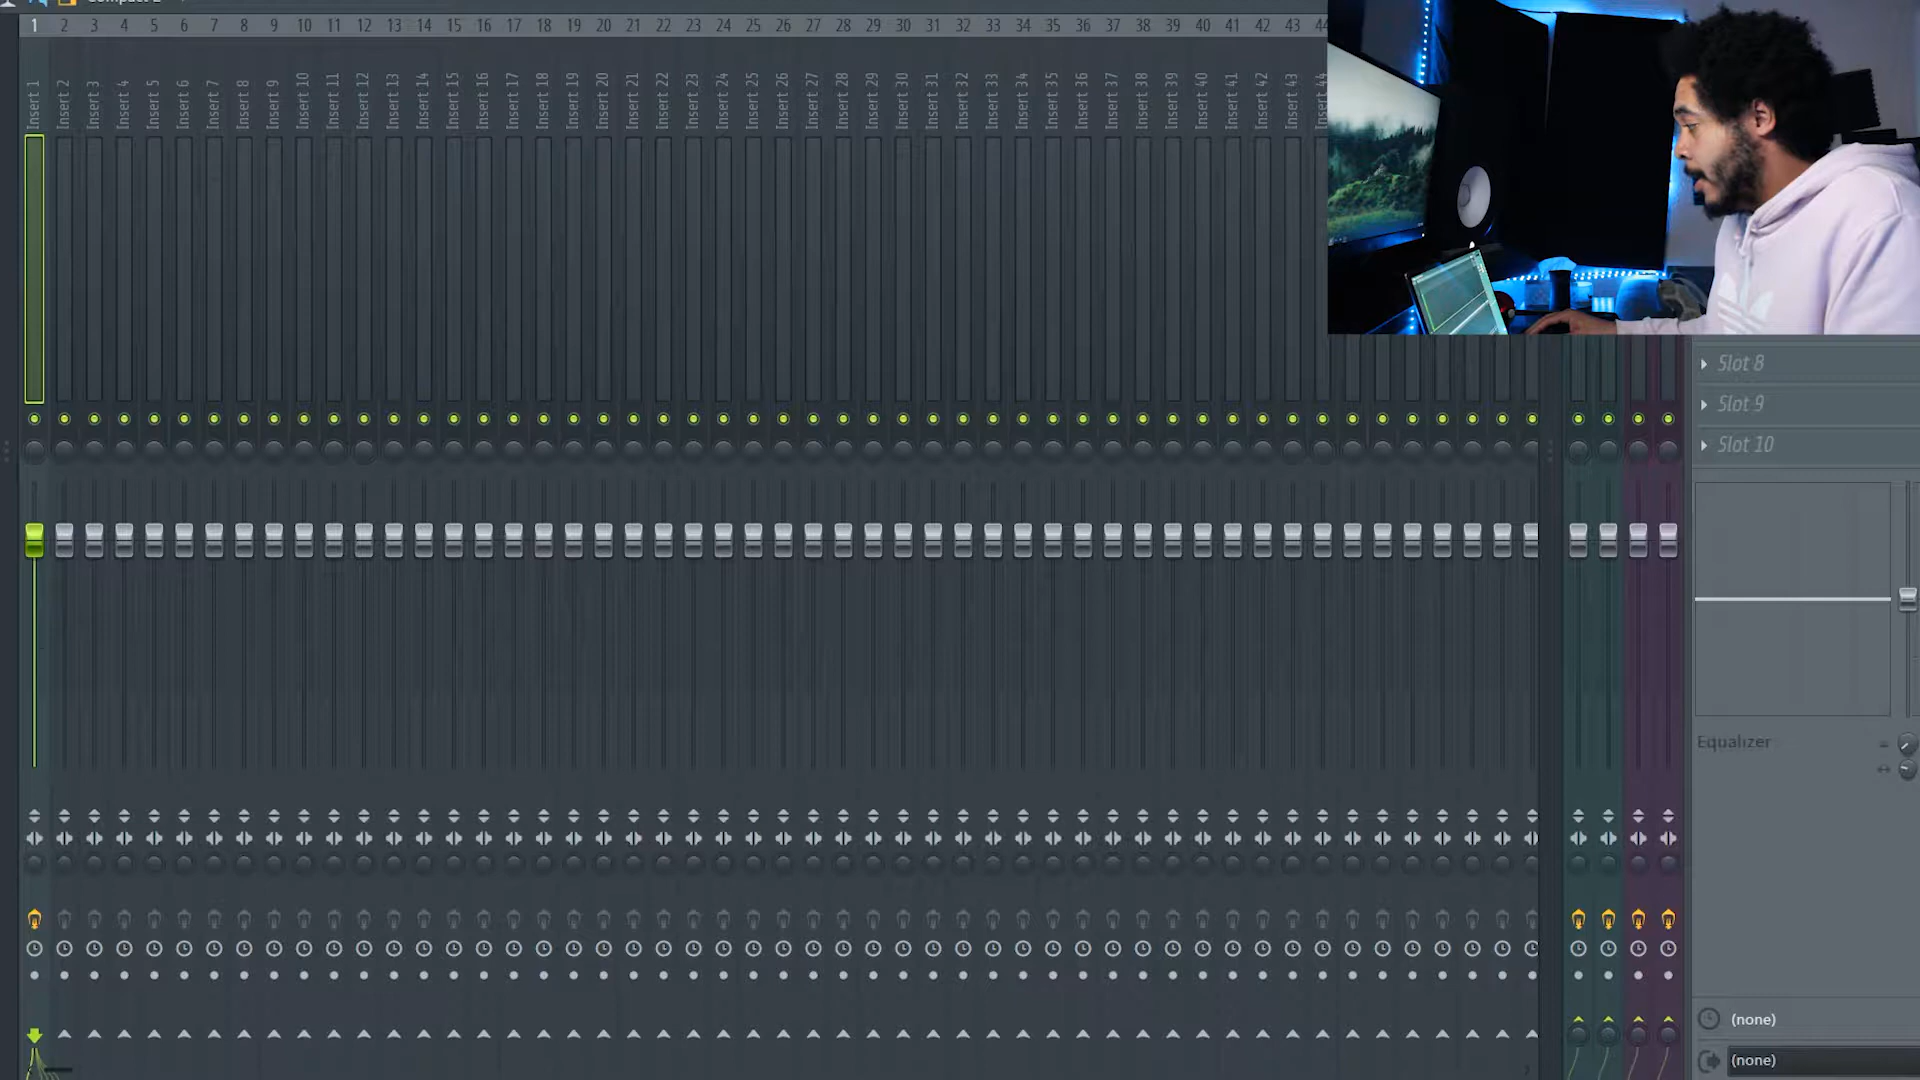 Compact 2
1 2 3 4 5 6 7 8 9 10 11 12 13 14 15 16 17 18 19 20 21 22 23 24 25 26 27 28 29 30 31 32 33 34 35 36 37 38 39 40 41 42 43 44
Insert 1
Insert 2
Insert 3
Insert 4
Insert 5
Insert 6
Insert 7
Insert 8
Insert 9
Insert 10
Insert 11
Insert 12
Insert 13
Insert 14
Insert 15
Insert 16
Insert 17
Insert 18
Insert 19
Insert 20
Insert 21
Insert 22
Insert 23
Insert 24
Insert 25
Insert 26
Insert 27
Insert 28
Insert 29
Insert 30
Insert 31
Insert 32
Insert 33
Insert 34
Insert 35
Insert 36
Insert 37
Insert 38
Insert 39
Insert 40
Insert 41
Insert 42
Insert 43
Insert 44
Slot 8
Slot 9
Slot 10
Equalizer
(none)
(none)